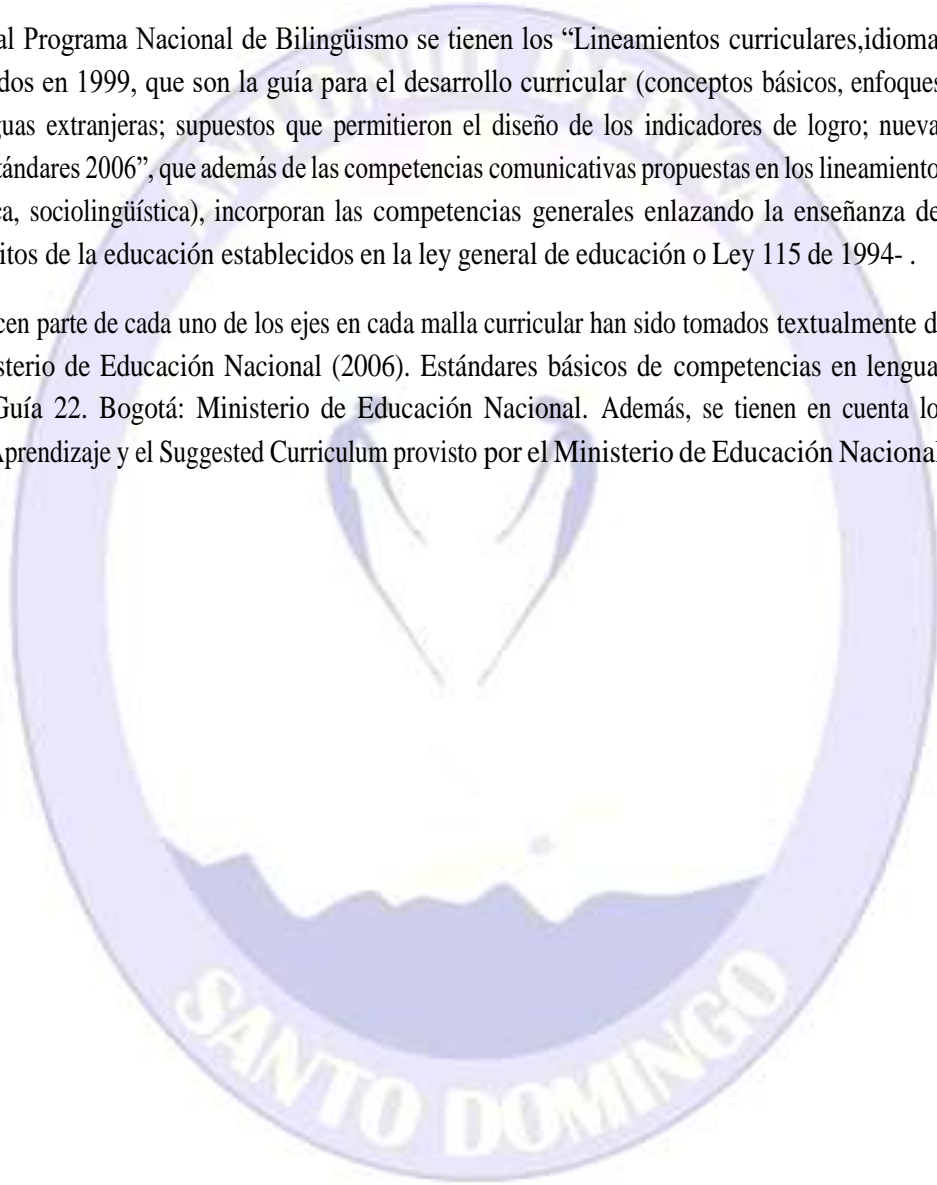 al Programa Nacional de Bilingüismo se tienen los “Lineamientos curriculares,idioma
dos en 1999, que son la guía para el desarrollo curricular (conceptos básicos, enfoques
guas extranjeras; supuestos que permitieron el diseño de los indicadores de logro; nueva
tándares 2006”, que además de las competencias comunicativas propuestas en los lineamiento
ca, sociolingüística), incorporan las competencias generales enlazando la enseñanza de
itos de la educación establecidos en la ley general de educación o Ley 115 de 1994- .
cen parte de cada uno de los ejes en cada malla curricular han sido tomados textualmente d
sterio de Educación Nacional (2006). Estándares básicos de competencias en lengua
Guía 22. Bogotá: Ministerio de Educación Nacional. Además, se tienen en cuenta lo
Aprendizaje y el Suggested Curriculum provisto por el Ministerio de Educación Nacional
SANTO DOMINGO